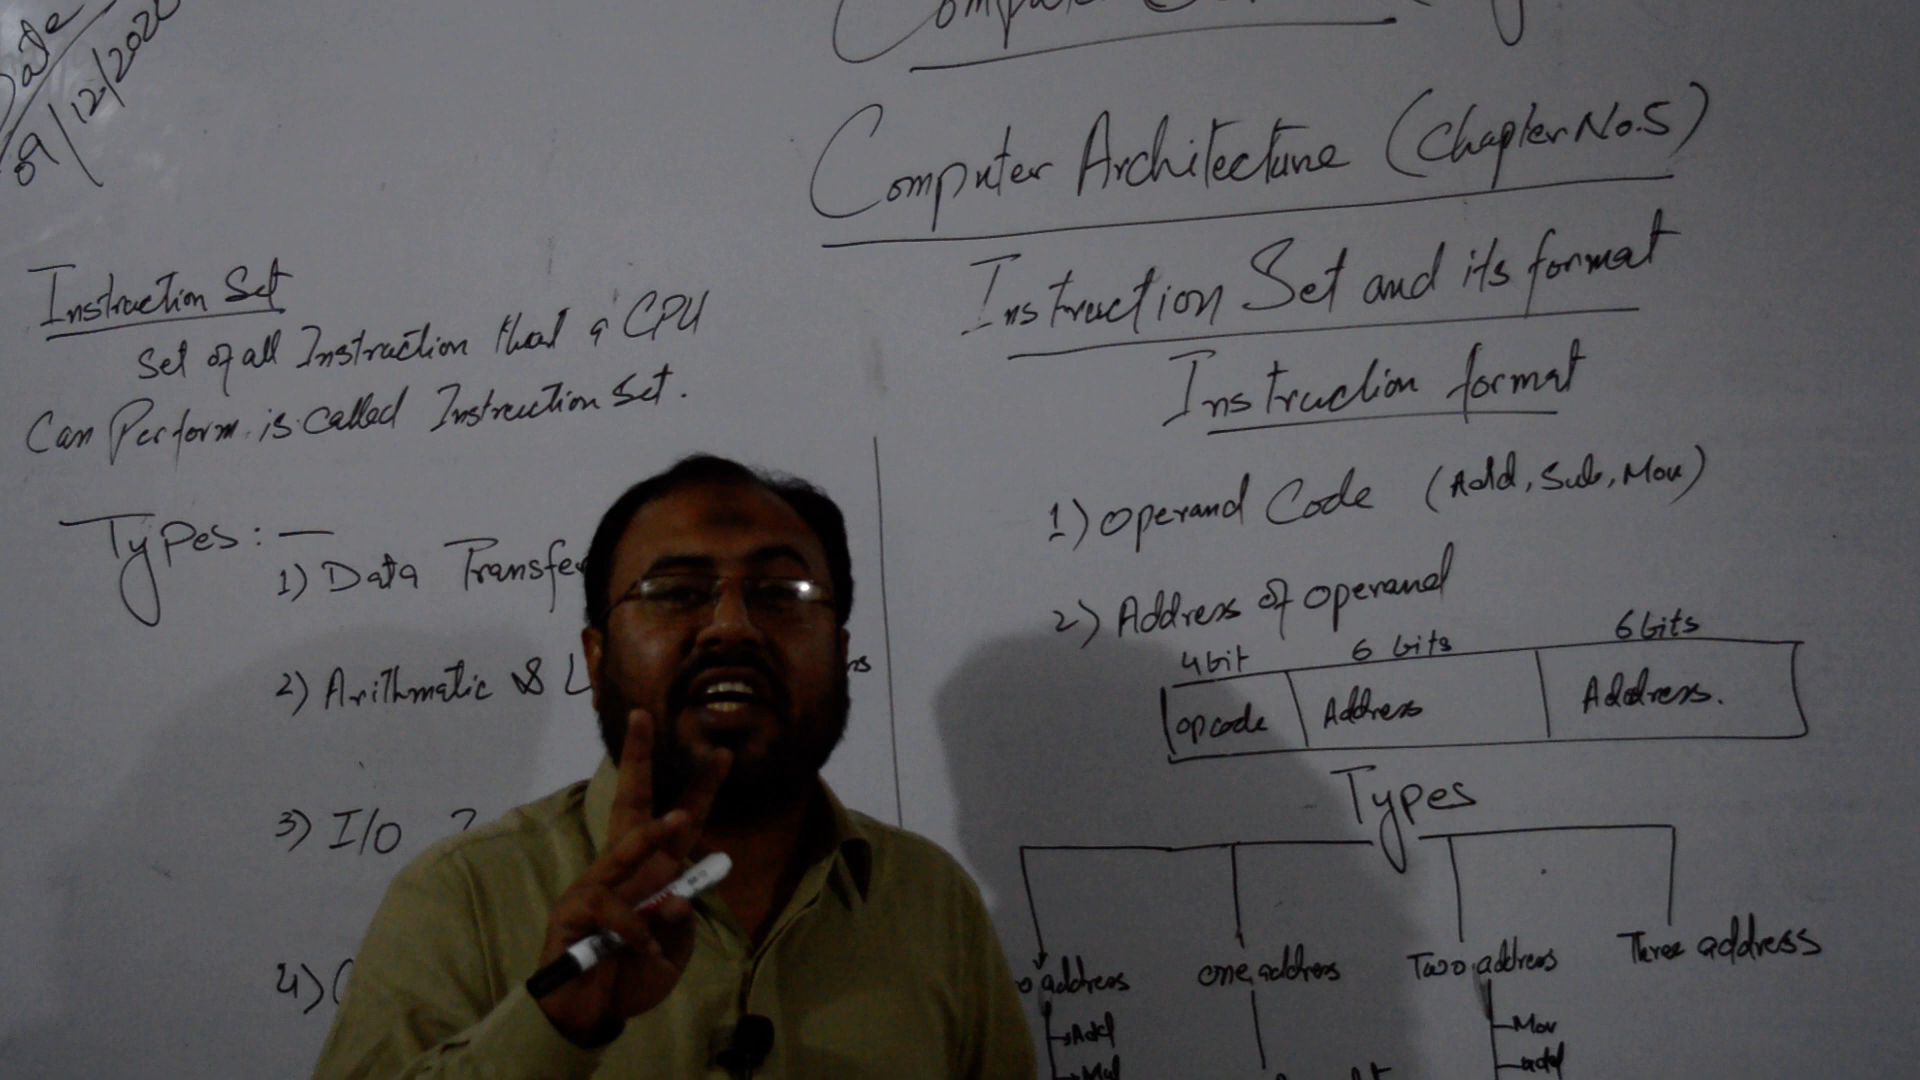 Date
09/12/2020
Computer
Computer Architecture (Chapter No.5)
Instruction Set and its format
Instruction format
1) Operand Code (Add, Sub, Mov)
2) Address of operand
4bit 6 bits 6bits
opcode Address Address.
Types
o address one address Two address Three address
Add
Mul
Mov
add
Instruction Set
Set of all Instruction that a CPU
Can Perform is called Instruction Set.
Types:—
1) Data Transfer
2) Arithmatic & L
3) I/O
4)